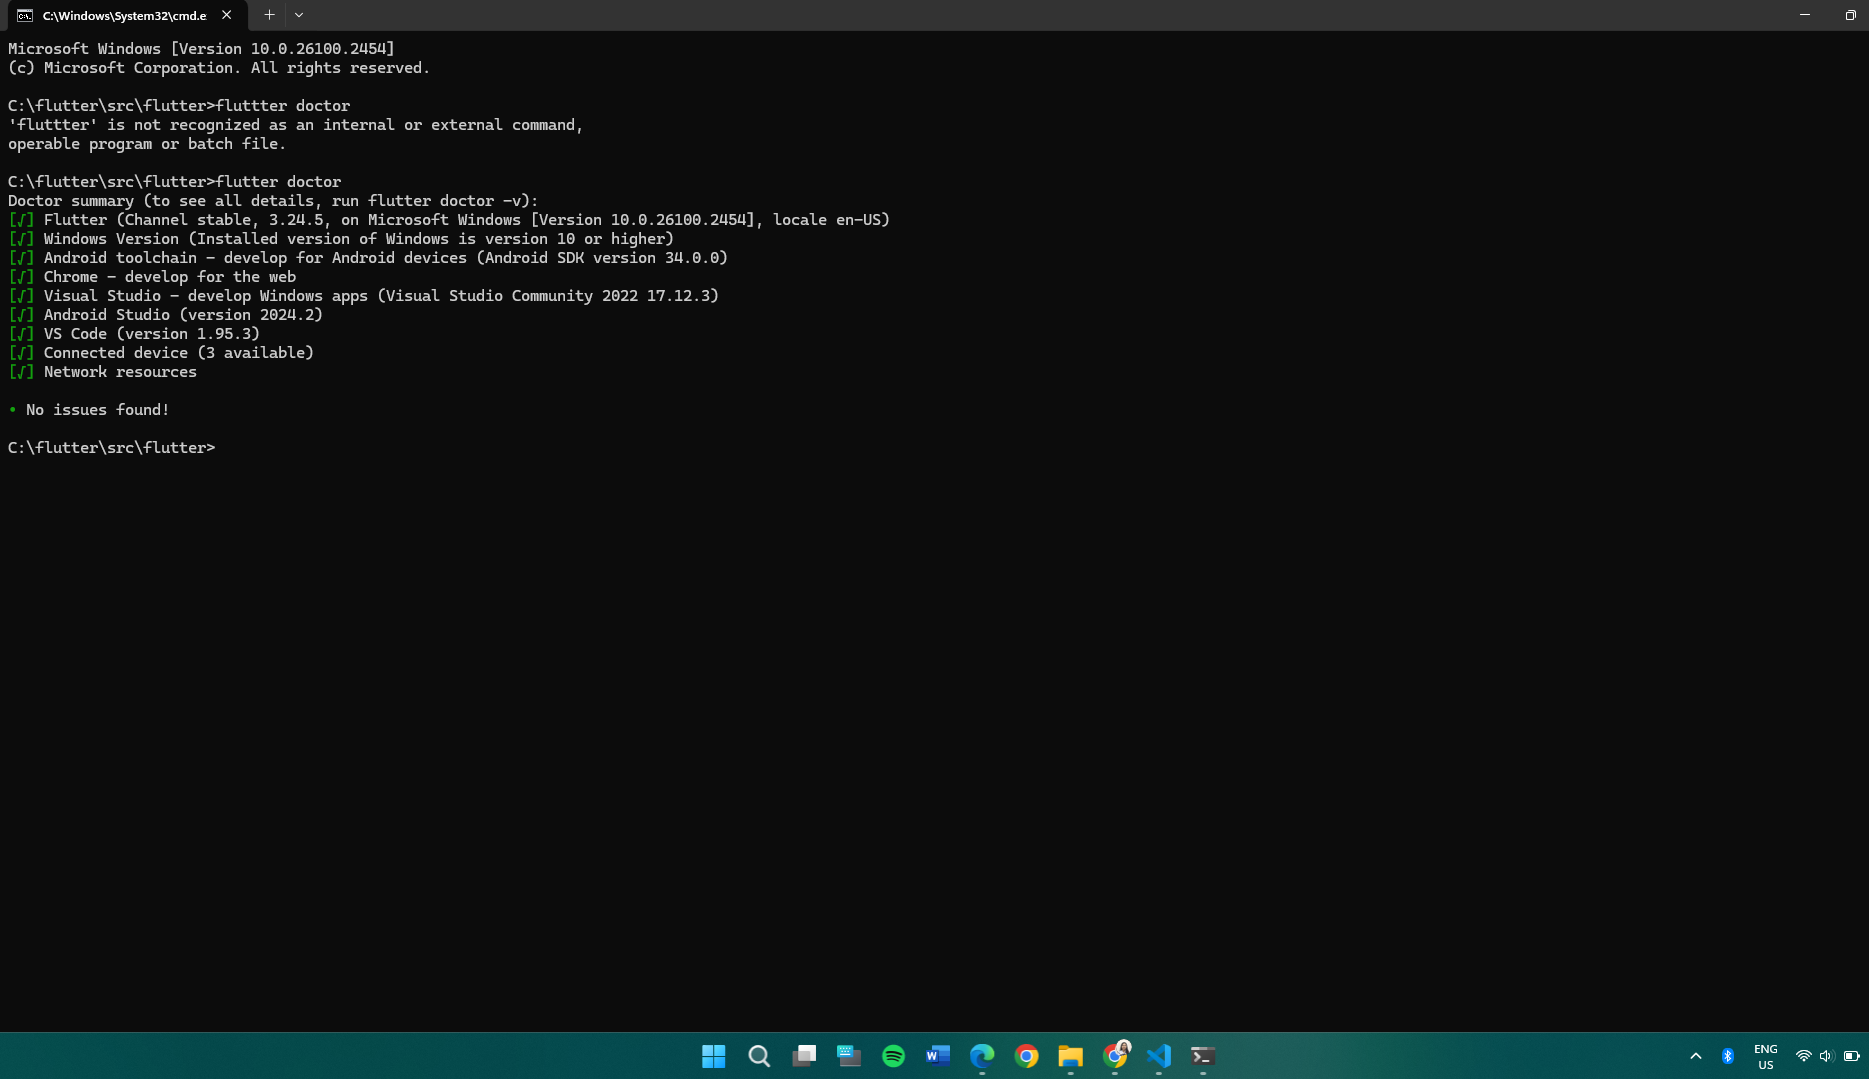 C:\Windows\System32\cmd.e
Microsoft Windows [Version 10.0.26100.2454]
(c) Microsoft Corporation. All rights reserved.
C:\flutter\src\flutter>fluttter doctor
'fluttter' is not recognized as an internal or external command,
operable program or batch file.
C:\flutter\src\flutter>flutter doctor
Doctor summary (to see all details, run flutter doctor -v):
[√] Flutter (Channel stable, 3.24.5, on Microsoft Windows [Version 10.0.26100.2454], locale en-US)
[√] Windows Version (Installed version of Windows is version 10 or higher)
[√] Android toolchain - develop for Android devices (Android SDK version 34.0.0)
[√] Chrome - develop for the web
[√] Visual Studio - develop Windows apps (Visual Studio Community 2022 17.12.3)
[√] Android Studio (version 2024.2)
[√] VS Code (version 1.95.3)
[√] Connected device (3 available)
[√] Network resources
• No issues found!
C:\flutter\src\flutter>
ENG
US